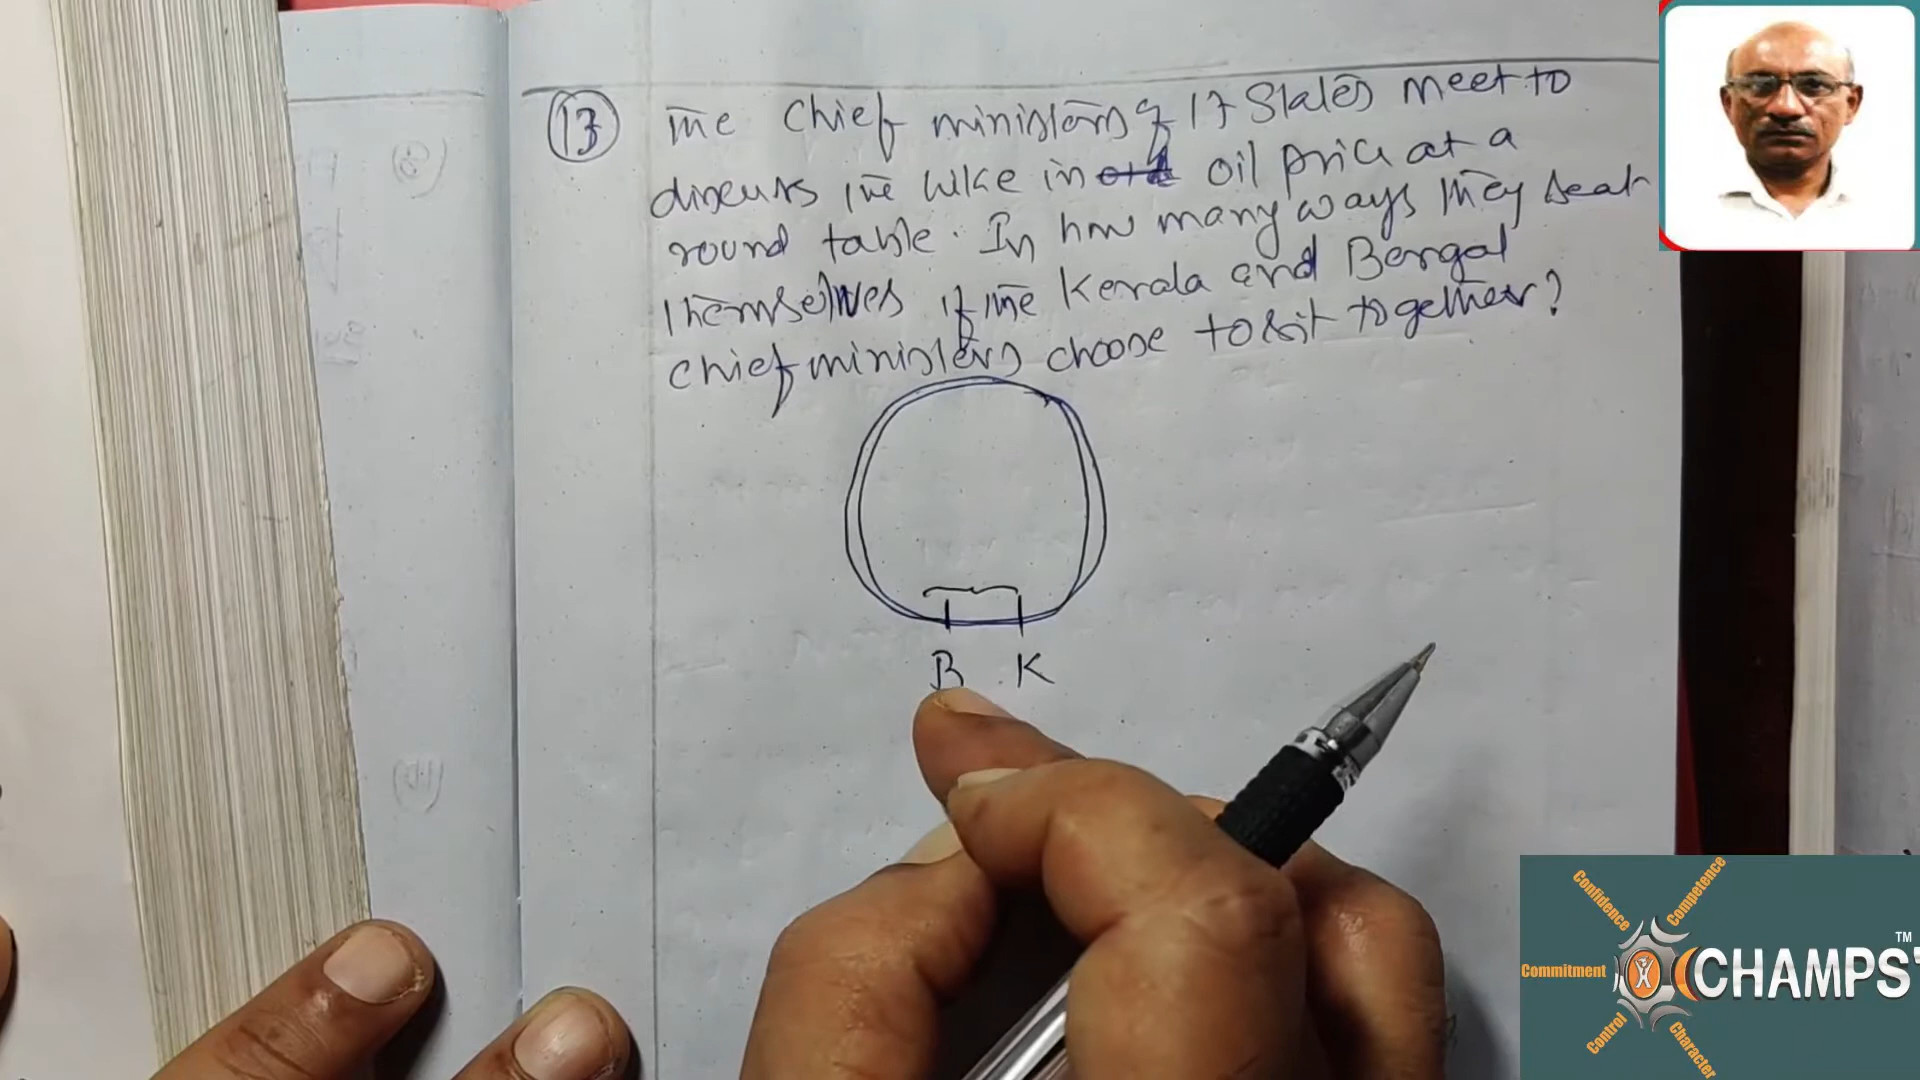 13 The Chief ministers of 17 States meet to
discuss the hike in oil price at a
round table. In how many ways they seat
themselves if the Kerala and Bengal
chief ministers choose to sit together?
B K
Confidence
Competence
Commitment
CHAMPS TM
Control
Character